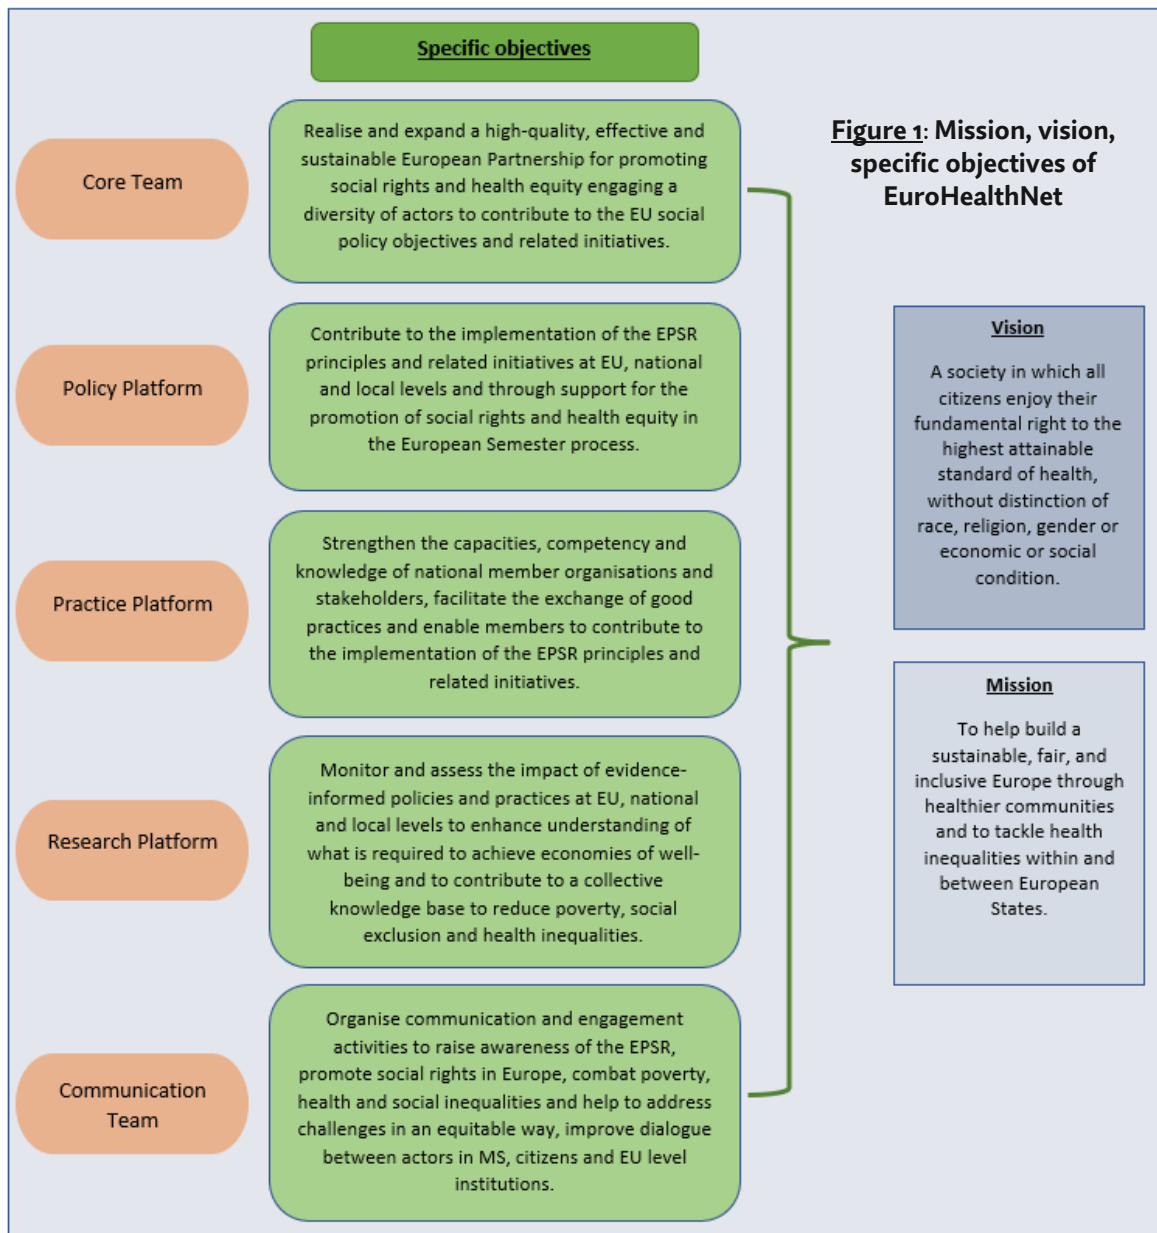 Specific objectives
Figure 1: Mission, vision,
specific objectives of
EuroHealthNet
Core Team
Realise and expand a high-quality, effective and
sustainable European Partnership for promoting
social rights and health equity engaging a
diversity of actors to contribute to the EU social
policy objectives and related initiatives.
Policy Platform
Contribute to the implementation of the EPSR
principles and related initiatives at EU, national
and local levels and through support for the
promotion of social rights and health equity in
the European Semester process.
Practice Platform
Strengthen the capacities, competency and
knowledge of national member organisations and
stakeholders, facilitate the exchange of good
practices and enable members to contribute to
the implementation of the EPSR principles and
related initiatives.
Research Platform
Monitor and assess the impact of evidence-
informed policies and practices at EU, national
and local levels to enhance understanding of
what is required to achieve economies of well-
being and to contribute to a collective
knowledge base to reduce poverty, social
exclusion and health inequalities.
Communication
Team
Organise communication and engagement
activities to raise awareness of the EPSR,
promote social rights in Europe, combat poverty,
health and social inequalities and help to address
challenges in an equitable way, improve dialogue
between actors in MS, citizens and EU level
institutions.
Vision
A society in which all
citizens enjoy their
fundamental right to the
highest attainable
standard of health,
without distinction of
race, religion, gender or
economic or social
condition.
Mission
To help build a
sustainable, fair, and
inclusive Europe through
healthier communities
and to tackle health
inequalities within and
between European
States.